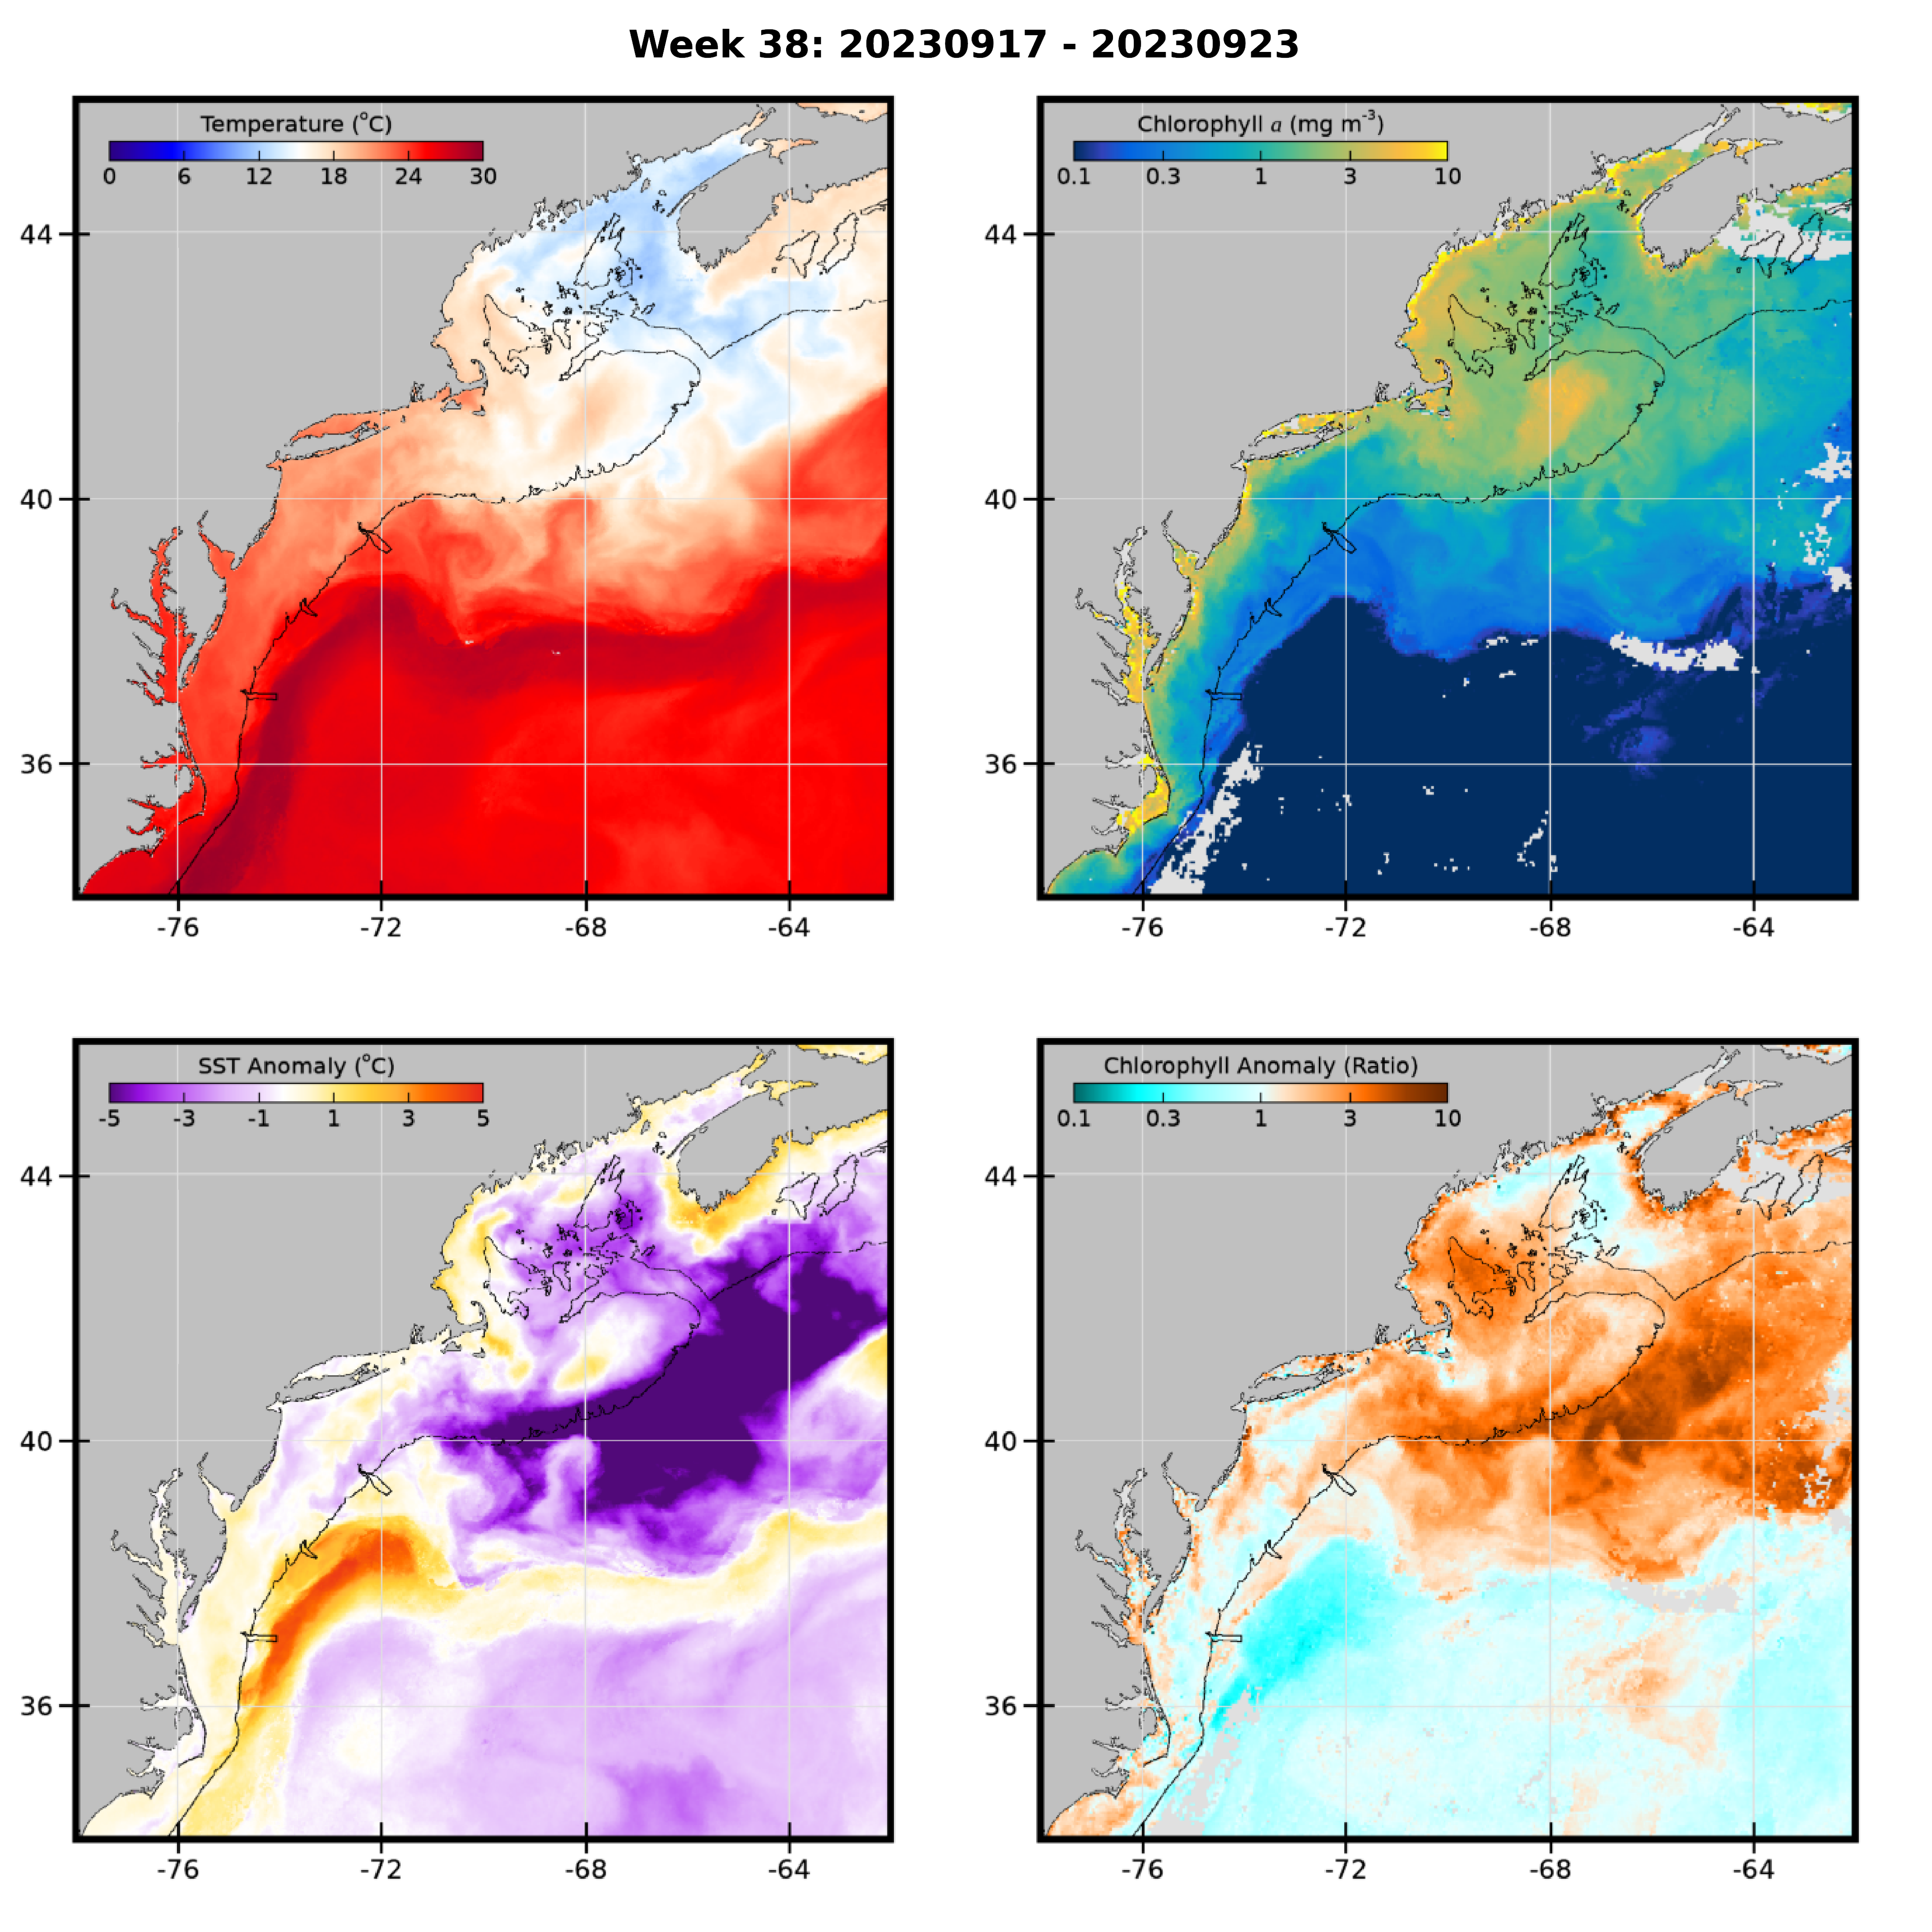 Week 38: 20230917 - 20230923
Temperature (°C)
0 6 12 18 24 30
44
40
36
-76 -72 -68 -64
Chlorophyll a (mg m⁻³)
0.1 0.3 1 3 10
44
40
36
-76 -72 -68 -64
SST Anomaly (°C)
-5 -3 -1 1 3 5
44
40
36
-76 -72 -68 -64
Chlorophyll Anomaly (Ratio)
0.1 0.3 1 3 10
44
40
36
-76 -72 -68 -64